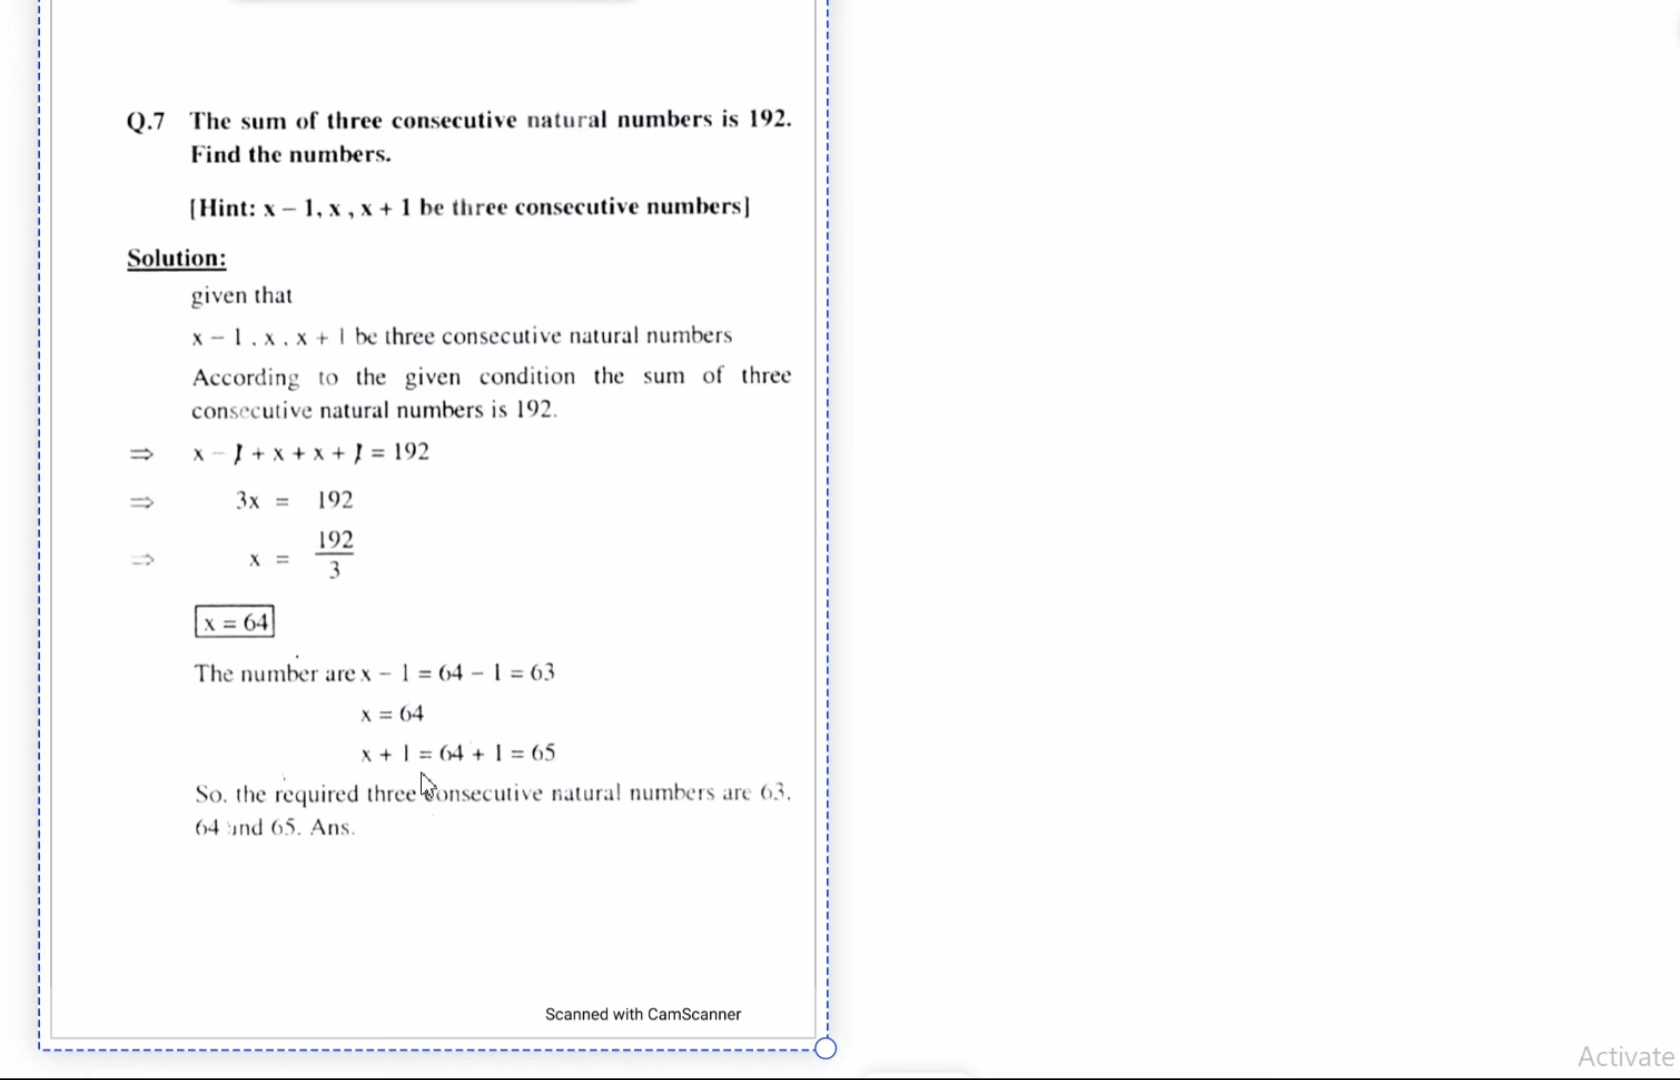 Q.7 The sum of three consecutive natural numbers is 192.
Find the numbers.
[Hint: x – 1, x , x + 1 be three consecutive numbers]
Solution:
given that
x – 1 , x , x + 1 be three consecutive natural numbers
According to the given condition the sum of three
consecutive natural numbers is 192.
⇒ x – 1 + x + x + 1 = 192
⇒ 3x = 192
⇒ x = 192/3
x = 64
The number are x – 1 = 64 – 1 = 63
x = 64
x + 1 = 64 + 1 = 65
So, the required three consecutive natural numbers are 63,
64 and 65. Ans.
Scanned with CamScanner
Activate